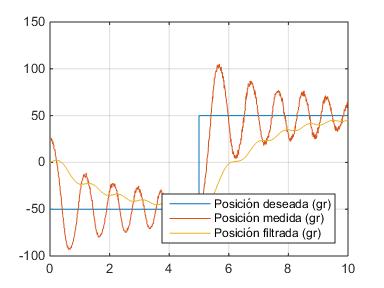 150
100
50
0
-50
-100
0 2 4 6 8 10
Posición deseada (gr)
Posición medida (gr)
Posición filtrada (gr)